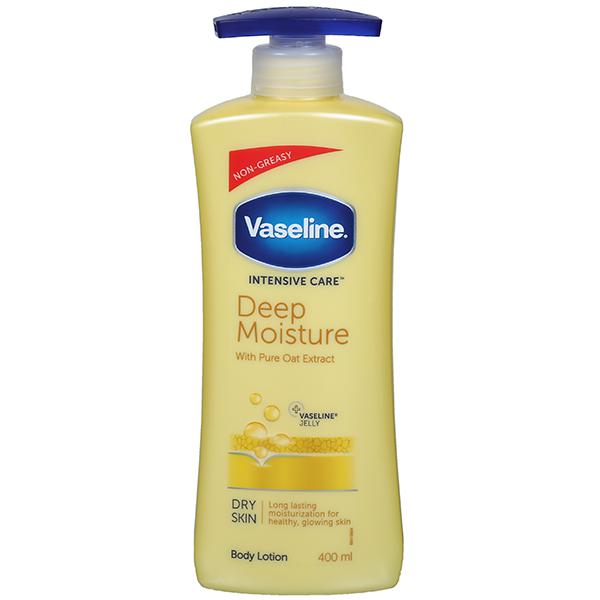 NON-GREASY
Vaseline.
INTENSIVE CARE™
Deep
Moisture
With Pure Oat Extract
VASELINE®
JELLY
DRY
SKIN
Long lasting
moisturization for
healthy, glowing skin
Body Lotion
400 ml